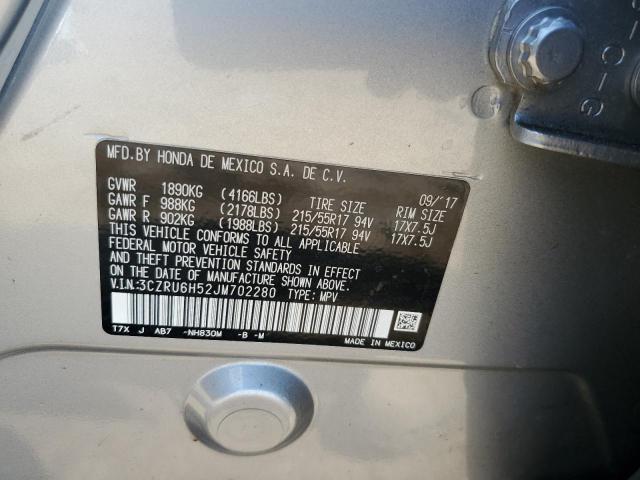 MFD.BY HONDA DE MEXICO S.A. DE C.V.
09/'17
GVWR 1890KG (4166LBS) TIRE SIZE RIM SIZE
GAWR F 988KG (2178LBS) 215/55R17 94V 17X7.5J
GAWR R 902KG (1988LBS) 215/55R17 94V 17X7.5J
THIS VEHICLE CONFORMS TO ALL APPLICABLE
FEDERAL MOTOR VEHICLE SAFETY
AND THEFT PREVENTION STANDARDS IN EFFECT
ON THE DATE OF MANUFACTURE SHOWN ABOVE.
V.I.N:3CZRU6H52JM702280 TYPE: MPV
T7X J AB7 -NH830M -B -M
MADE IN MEXICO